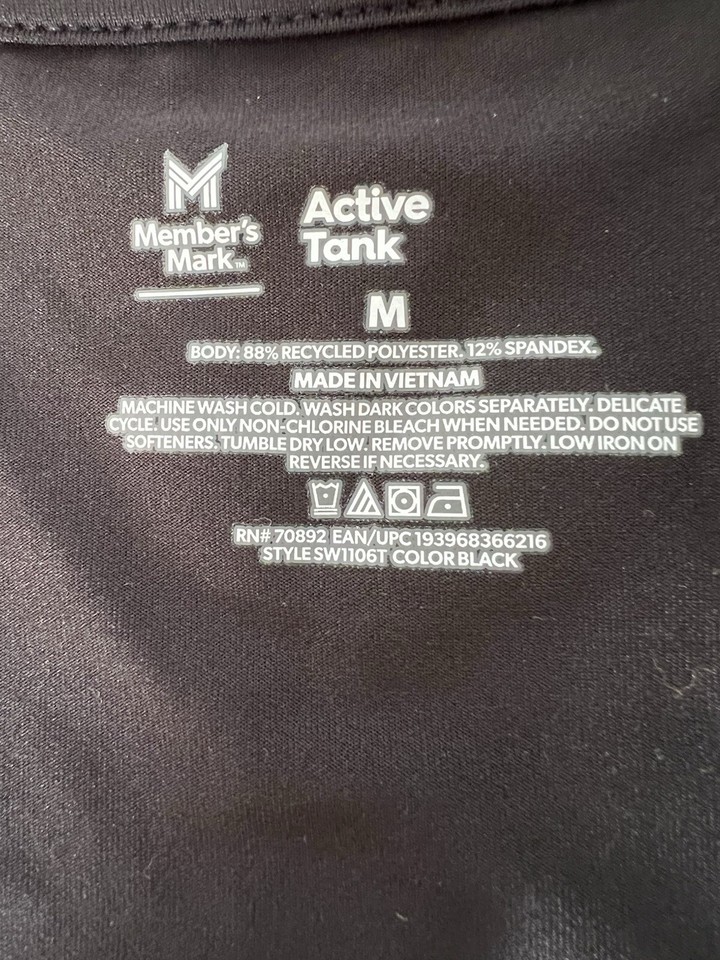 Member's
Mark™
Active
Tank
M
BODY: 88% RECYCLED POLYESTER. 12% SPANDEX.
MADE IN VIETNAM
MACHINE WASH COLD. WASH DARK COLORS SEPARATELY. DELICATE
CYCLE. USE ONLY NON-CHLORINE BLEACH WHEN NEEDED. DO NOT USE
SOFTENERS. TUMBLE DRY LOW. REMOVE PROMPTLY. LOW IRON ON
REVERSE IF NECESSARY.
RN# 70892 EAN/UPC 193968366216
STYLE SW1106T COLOR BLACK